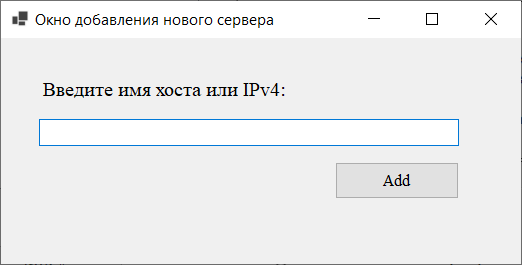 Окно добавления нового сервера
Введите имя хоста или IPv4:
Add